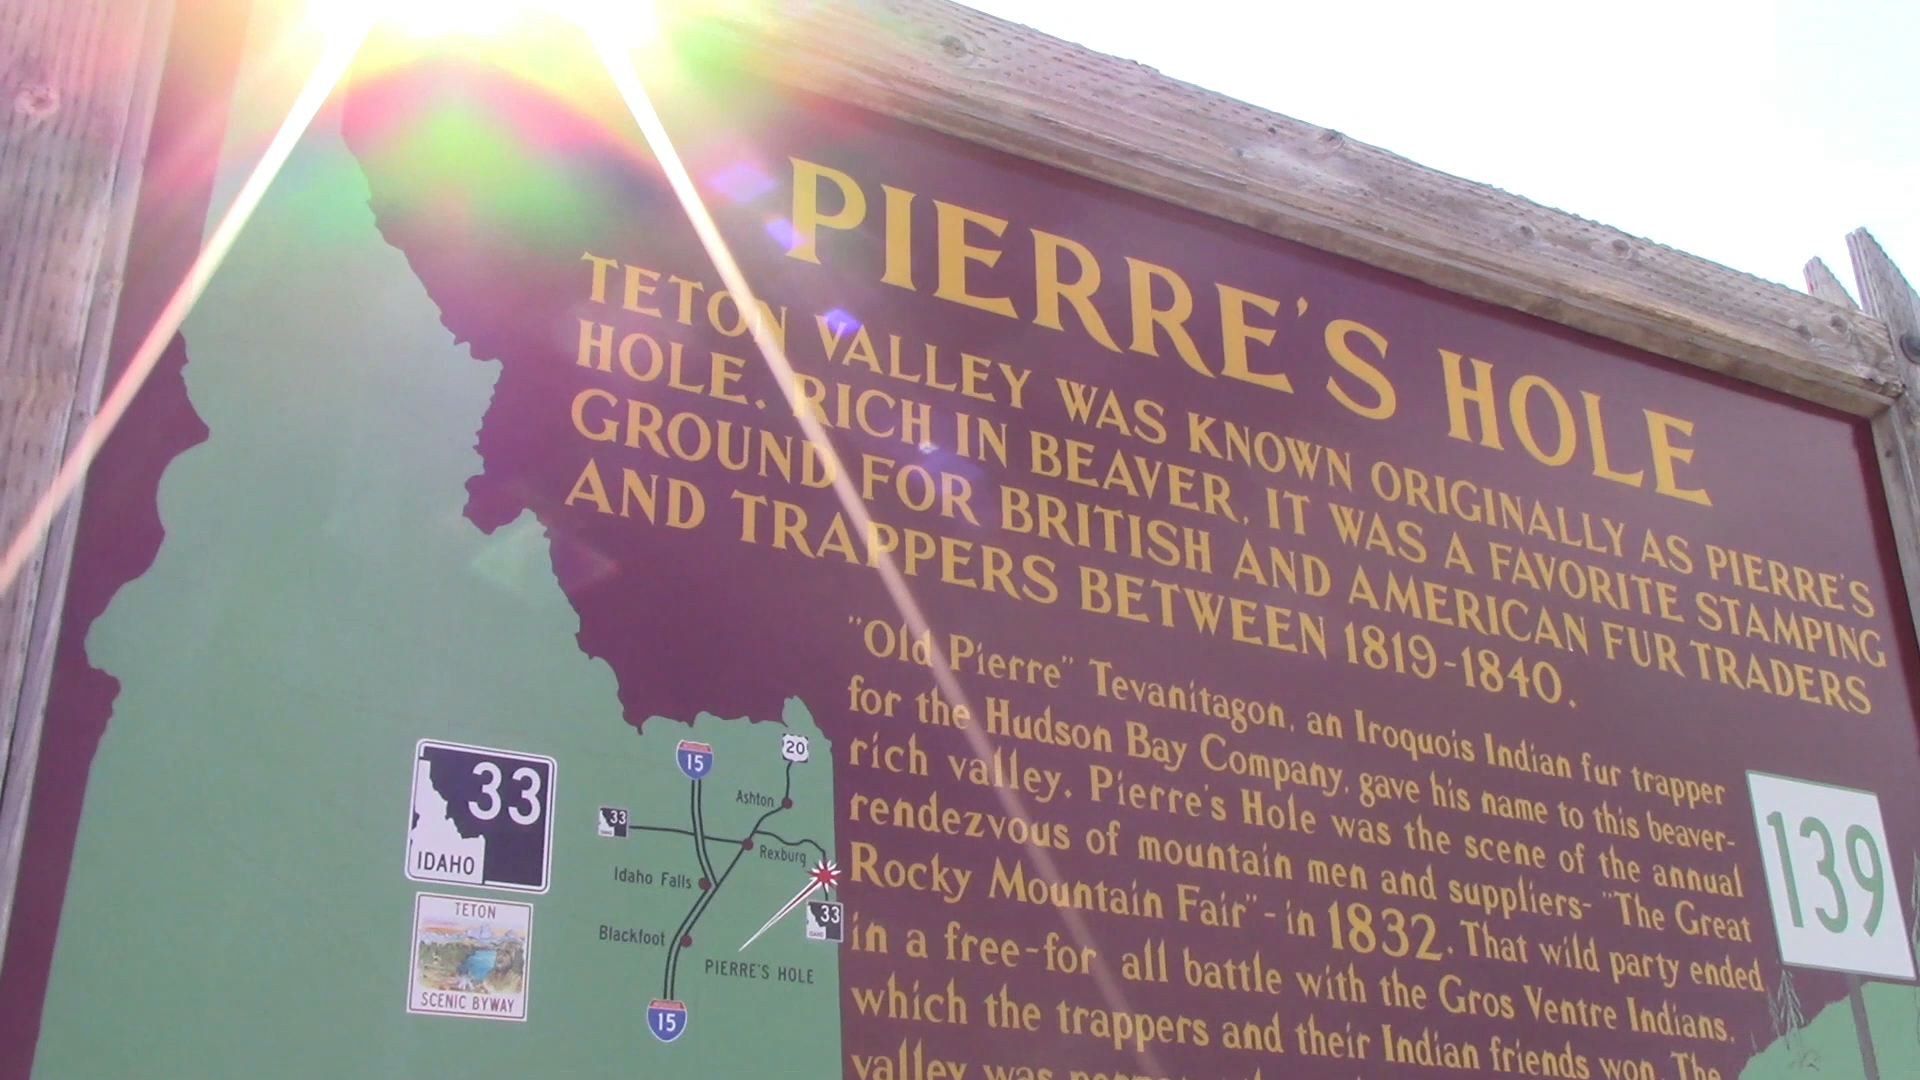 PIERRE'S HOLE
TETON VALLEY WAS KNOWN ORIGINALLY AS PIERRE'S
HOLE. RICH IN BEAVER, IT WAS A FAVORITE STAMPING
GROUND FOR BRITISH AND AMERICAN FUR TRADERS
AND TRAPPERS BETWEEN 1819-1840.
"Old Pierre" Tevanitagon, an Iroquois Indian fur trapper
for the Hudson Bay Company, gave his name to this beaver-
rich valley. Pierre's Hole was the scene of the annual
rendezvous of mountain men and suppliers- "The Great
Rocky Mountain Fair" - in 1832. That wild party ended
in a free-for all battle with the Gros Ventre Indians,
which the trappers and their Indian friends won. The
valley was
139
33
IDAHO
TETON
SCENIC BYWAY
15
20
Ashton
33
Rexburg
Idaho Falls
33
IDAHO
Blackfoot
PIERRE'S HOLE
15